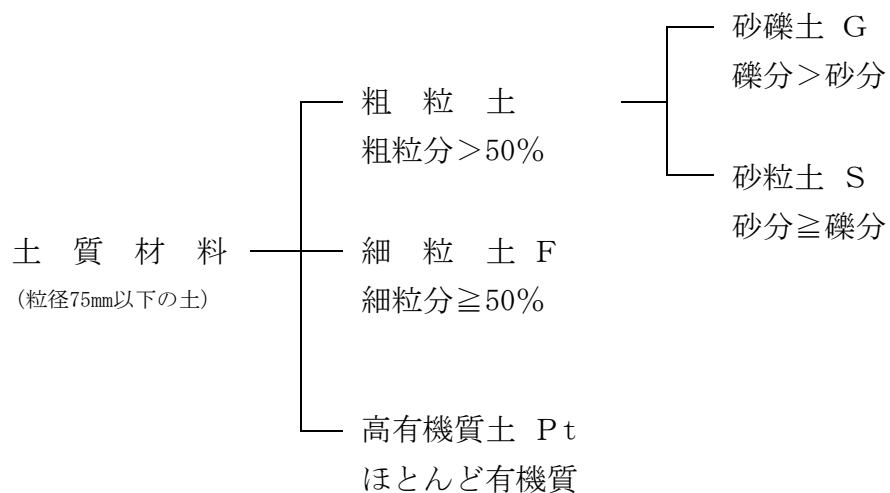 砂礫土 G
礫分＞砂分
粗　粒　土
粗粒分＞50％
砂粒土 S
砂分≧礫分
土　質　材　料
(粒径75㎜以下の土)
細　粒　土 F
細粒分≧50％
高有機質土 Pt
ほとんど有機質